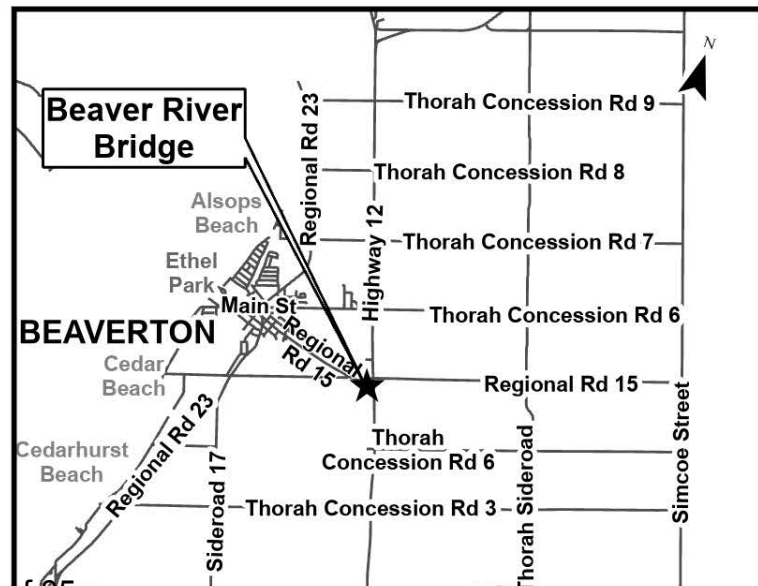 N
Beaver River
Bridge
Regional Rd 23
Thorah Concession Rd 9
Thorah Concession Rd 8
Alsops
Beach
Highway 12
Thorah Concession Rd 7
Ethel
Park
Main St
Thorah Concession Rd 6
BEAVERTON
Regional
Rd 15
Cedar
Beach
Regional Rd 15
Regional Rd 23
Simcoe Street
Thorah
Concession Rd 6
Cedarhurst
Beach
Sideroad 17
Thorah Sideroad
Thorah Concession Rd 3